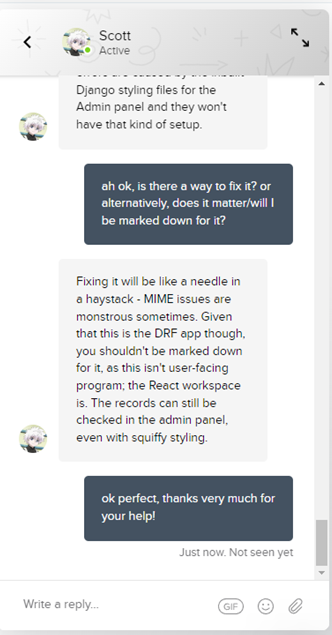 Scott
Active
errors are caused by the inbuilt
Django styling files for the
Admin panel and they won't
have that kind of setup.
ah ok, is there a way to fix it? or
alternatively, does it matter/will I
be marked down for it?
Fixing it will be like a needle in
a haystack - MIME issues are
monstrous sometimes. Given
that this is the DRF app though,
you shouldn't be marked down
for it, as this isn't user-facing
program; the React workspace
is. The records can still be
checked in the admin panel,
even with squiffy styling.
ok perfect, thanks very much for
your help!
Just now. Not seen yet
Write a reply...
GIF